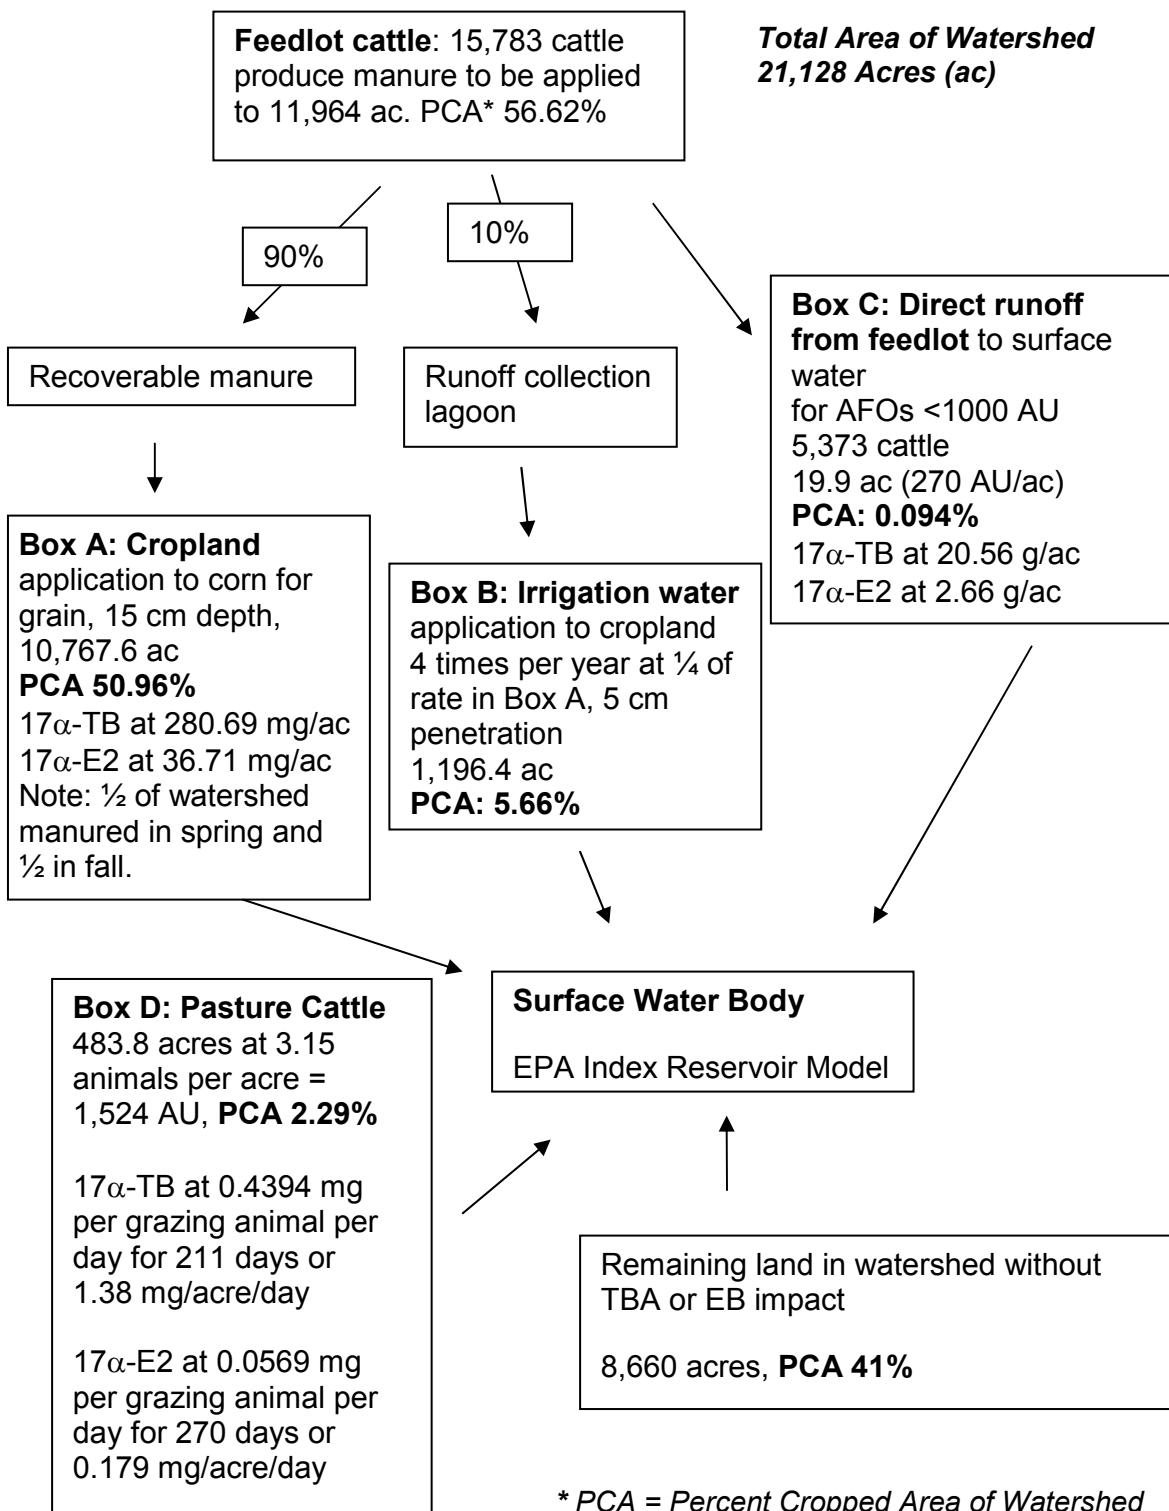 Feedlot cattle: 15,783 cattle
produce manure to be applied
to 11,964 ac. PCA* 56.62%
Total Area of Watershed
21,128 Acres (ac)
90%
10%
Recoverable manure
Runoff collection
lagoon
Box C: Direct runoff
from feedlot to surface
water
for AFOs <1000 AU
5,373 cattle
19.9 ac (270 AU/ac)
PCA: 0.094%
17α-TB at 20.56 g/ac
17α-E2 at 2.66 g/ac
Box A: Cropland
application to corn for
grain, 15 cm depth,
10,767.6 ac
PCA 50.96%
17α-TB at 280.69 mg/ac
17α-E2 at 36.71 mg/ac
Note: ½ of watershed
manured in spring and
½ in fall.
Box B: Irrigation water
application to cropland
4 times per year at ¼ of
rate in Box A, 5 cm
penetration
1,196.4 ac
PCA: 5.66%
Box D: Pasture Cattle
483.8 acres at 3.15
animals per acre =
1,524 AU, PCA 2.29%
17α-TB at 0.4394 mg
per grazing animal per
day for 211 days or
1.38 mg/acre/day
17α-E2 at 0.0569 mg
per grazing animal per
day for 270 days or
0.179 mg/acre/day
Surface Water Body
EPA Index Reservoir Model
Remaining land in watershed without
TBA or EB impact
8,660 acres, PCA 41%
* PCA = Percent Cropped Area of Watershed